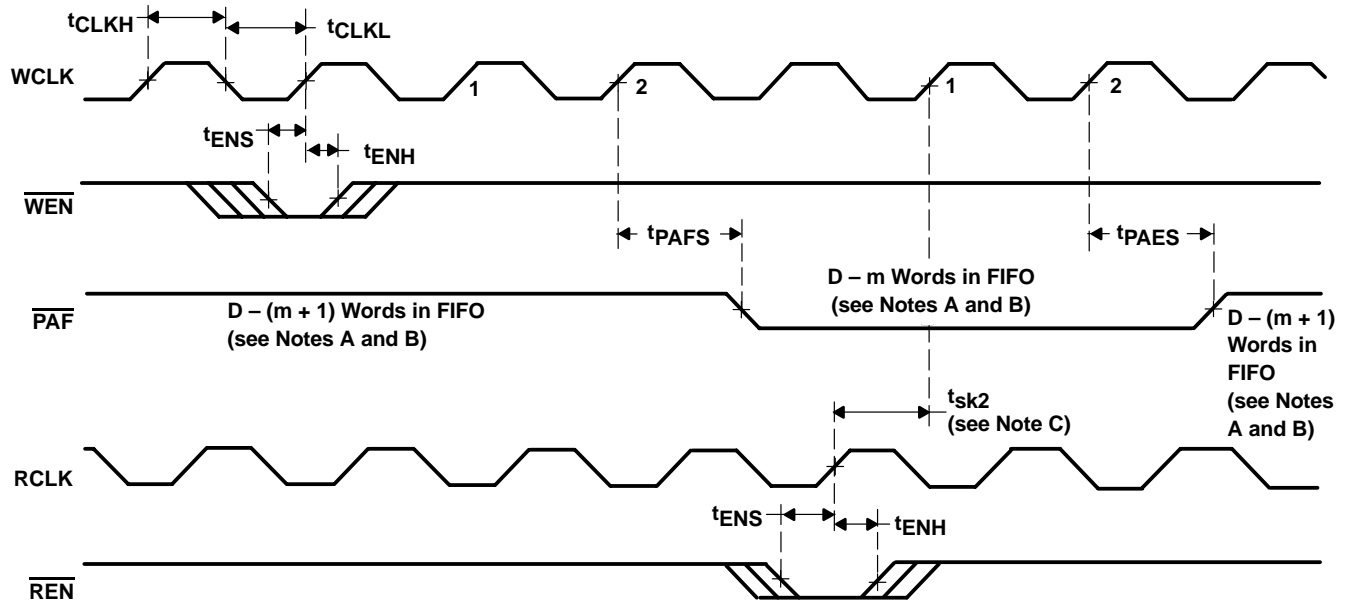 tCLKH
tCLKL
WCLK
1
2
1
2
tENS
tENH
WEN
tPAFS
tPAES
D – m Words in FIFO
(see Notes A and B)
PAF
D – (m + 1) Words in FIFO
(see Notes A and B)
D – (m + 1)
Words in
FIFO
(see Notes
A and B)
tsk2
(see Note C)
RCLK
tENS
tENH
REN